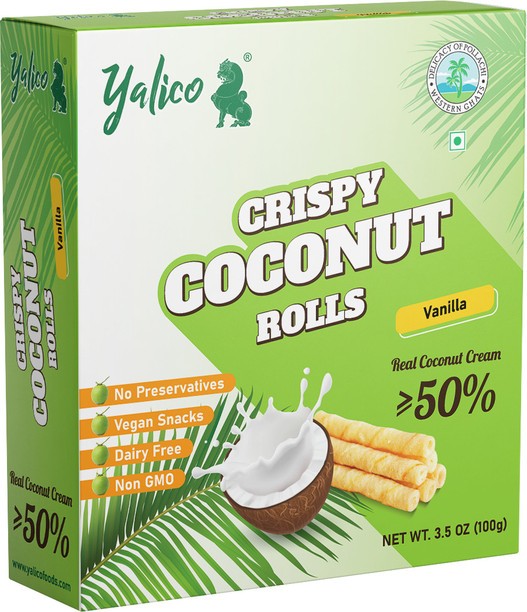 Yalico ®
DELICACY OF POLLACHI
WESTERN GHATS
CRISPY
COCONUT
ROLLS
Vanilla
Real Coconut Cream
≥50%
No Preservatives
Vegan Snacks
Dairy Free
Non GMO
NET WT. 3.5 OZ (100g)
Yalico
CRISPY
COCONUT
ROLLS
Vanilla
Real Coconut Cream
≥50%
www.yalicofoods.com